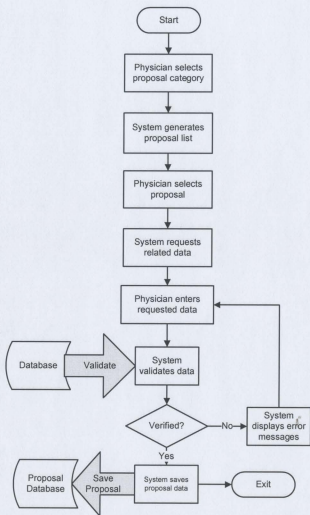 Start
Physician selects
proposal category
System generates
proposal list
Physician selects
proposal
System requests
related data
Physician enters
requested data
Database
Validate
System
validates data
Verified?
No
System
displays error
messages
Yes
Proposal
Database
Save
Proposal
System saves
proposal data
Exit